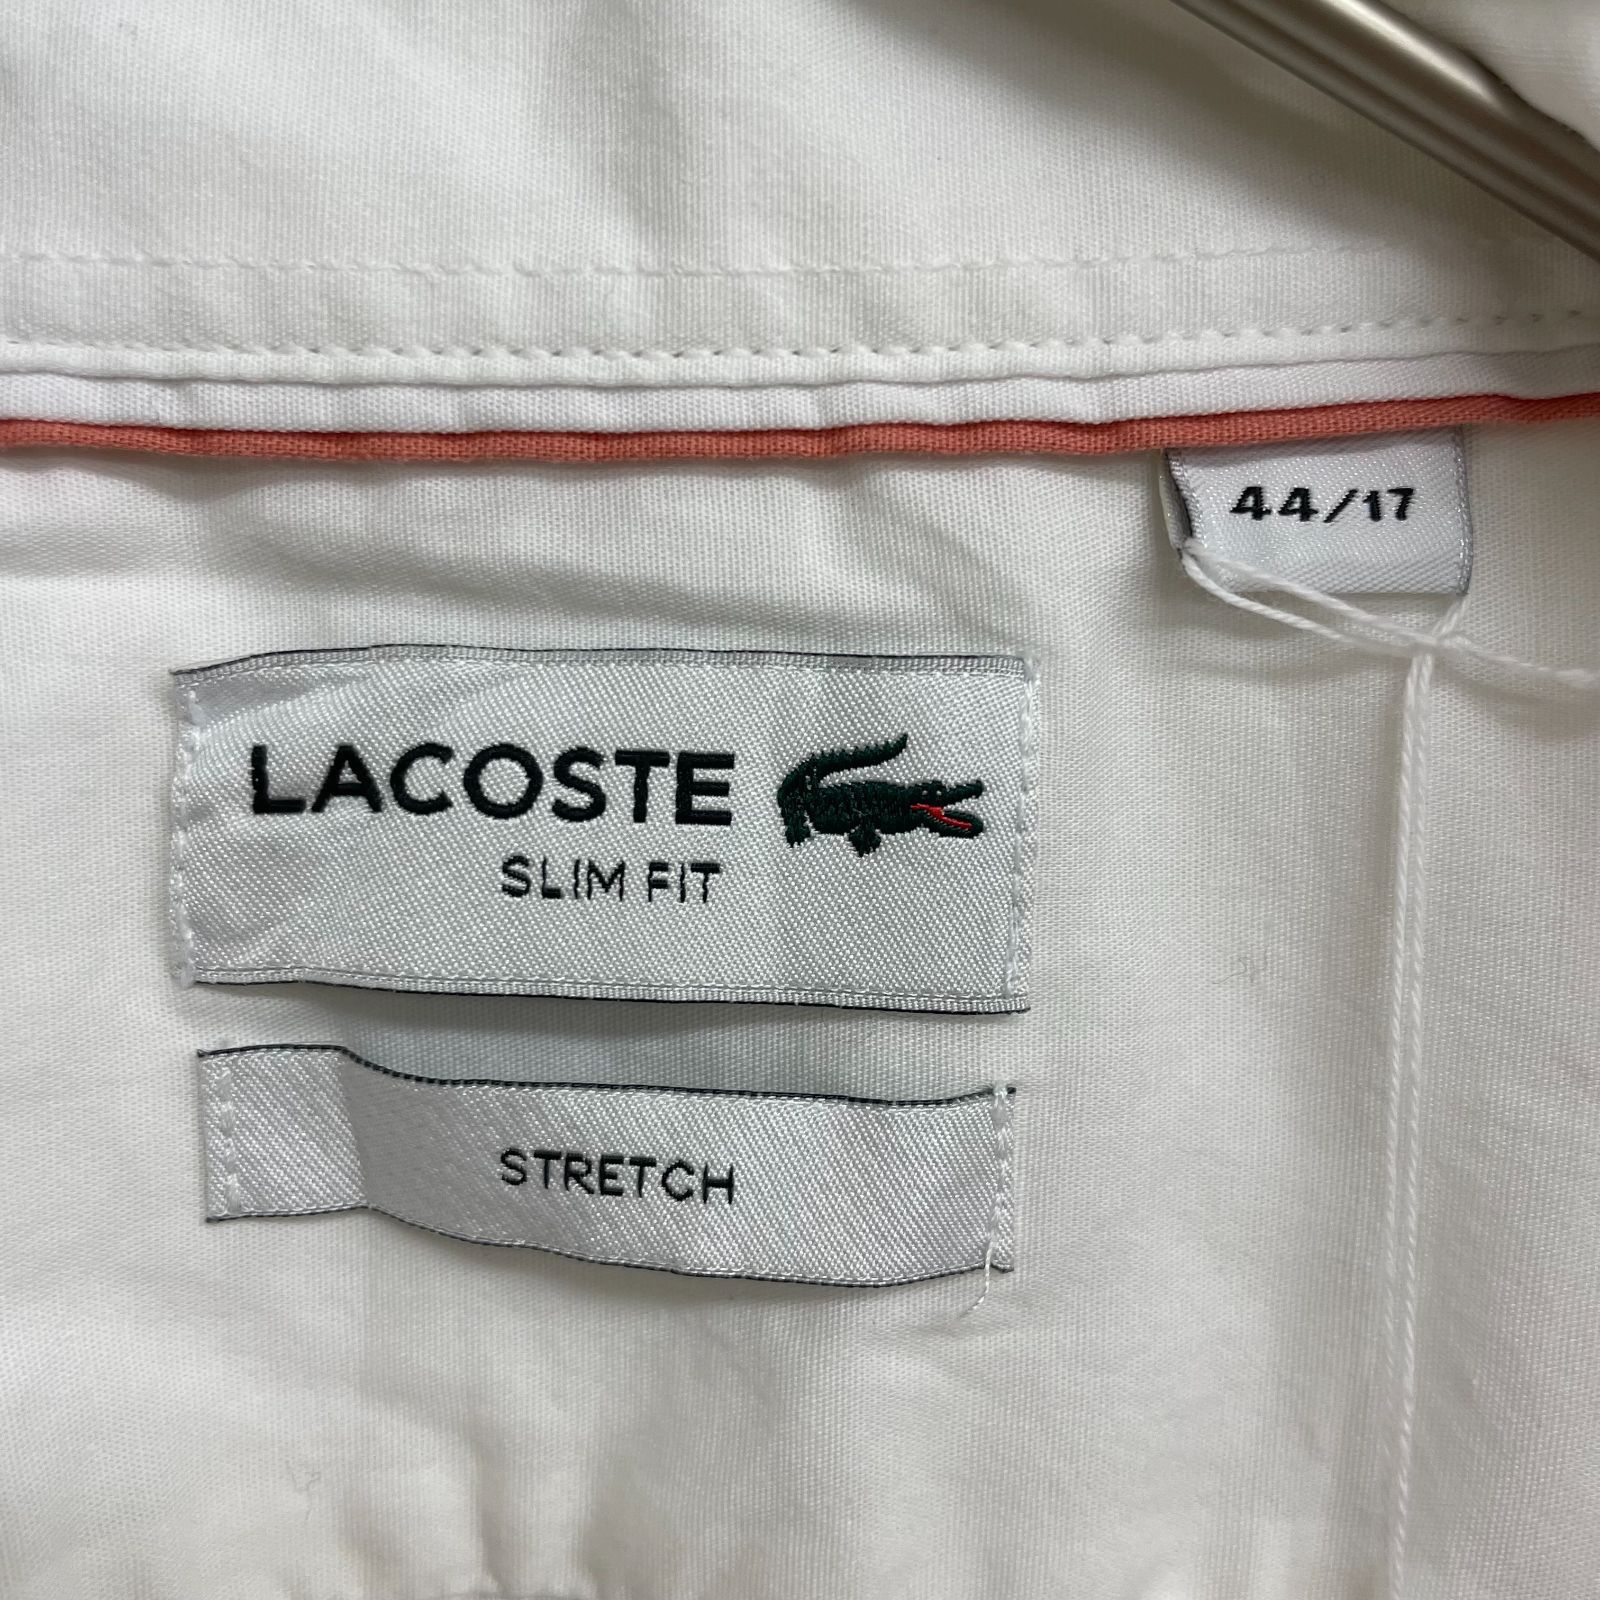 44/17
LACOSTE
SLIM FIT
STRETCH